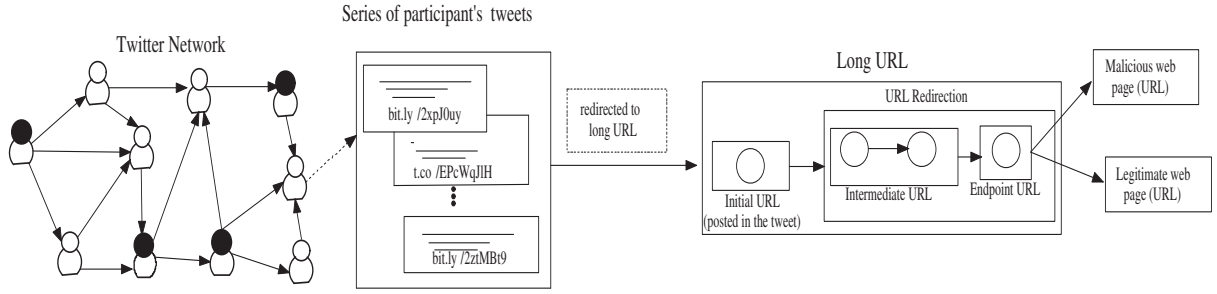 Series of participant's tweets
Twitter Network
bit.ly /2xpJ0uy
t.co /EPcWqJlH
bit.ly /2ztMBt9
redirected to
long URL
Long URL
URL Redirection
Initial URL
(posted in the tweet)
Intermediate URL
Endpoint URL
Malicious web
page (URL)
Legitimate web
page (URL)